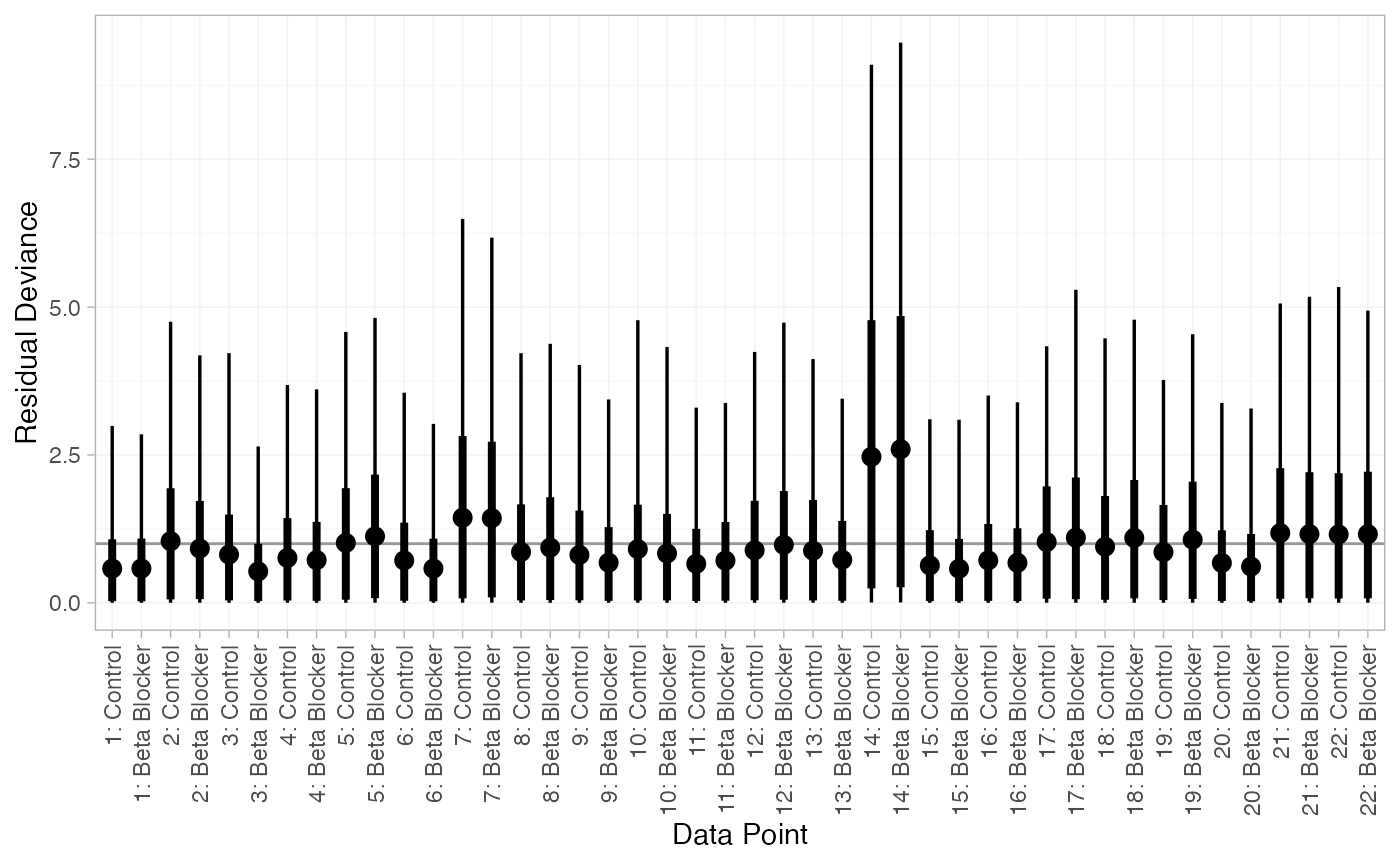 Residual Deviance
7.5
5.0
2.5
0.0
1: Control
1: Beta Blocker
2: Control
2: Beta Blocker
3: Control
3: Beta Blocker
4: Control
4: Beta Blocker
5: Control
5: Beta Blocker
6: Control
6: Beta Blocker
7: Control
7: Beta Blocker
8: Control
8: Beta Blocker
9: Control
9: Beta Blocker
10: Control
10: Beta Blocker
11: Control
11: Beta Blocker
12: Control
12: Beta Blocker
13: Control
13: Beta Blocker
14: Control
14: Beta Blocker
15: Control
15: Beta Blocker
16: Control
16: Beta Blocker
17: Control
17: Beta Blocker
18: Control
18: Beta Blocker
19: Control
19: Beta Blocker
20: Control
20: Beta Blocker
21: Control
21: Beta Blocker
22: Control
22: Beta Blocker
Data Point